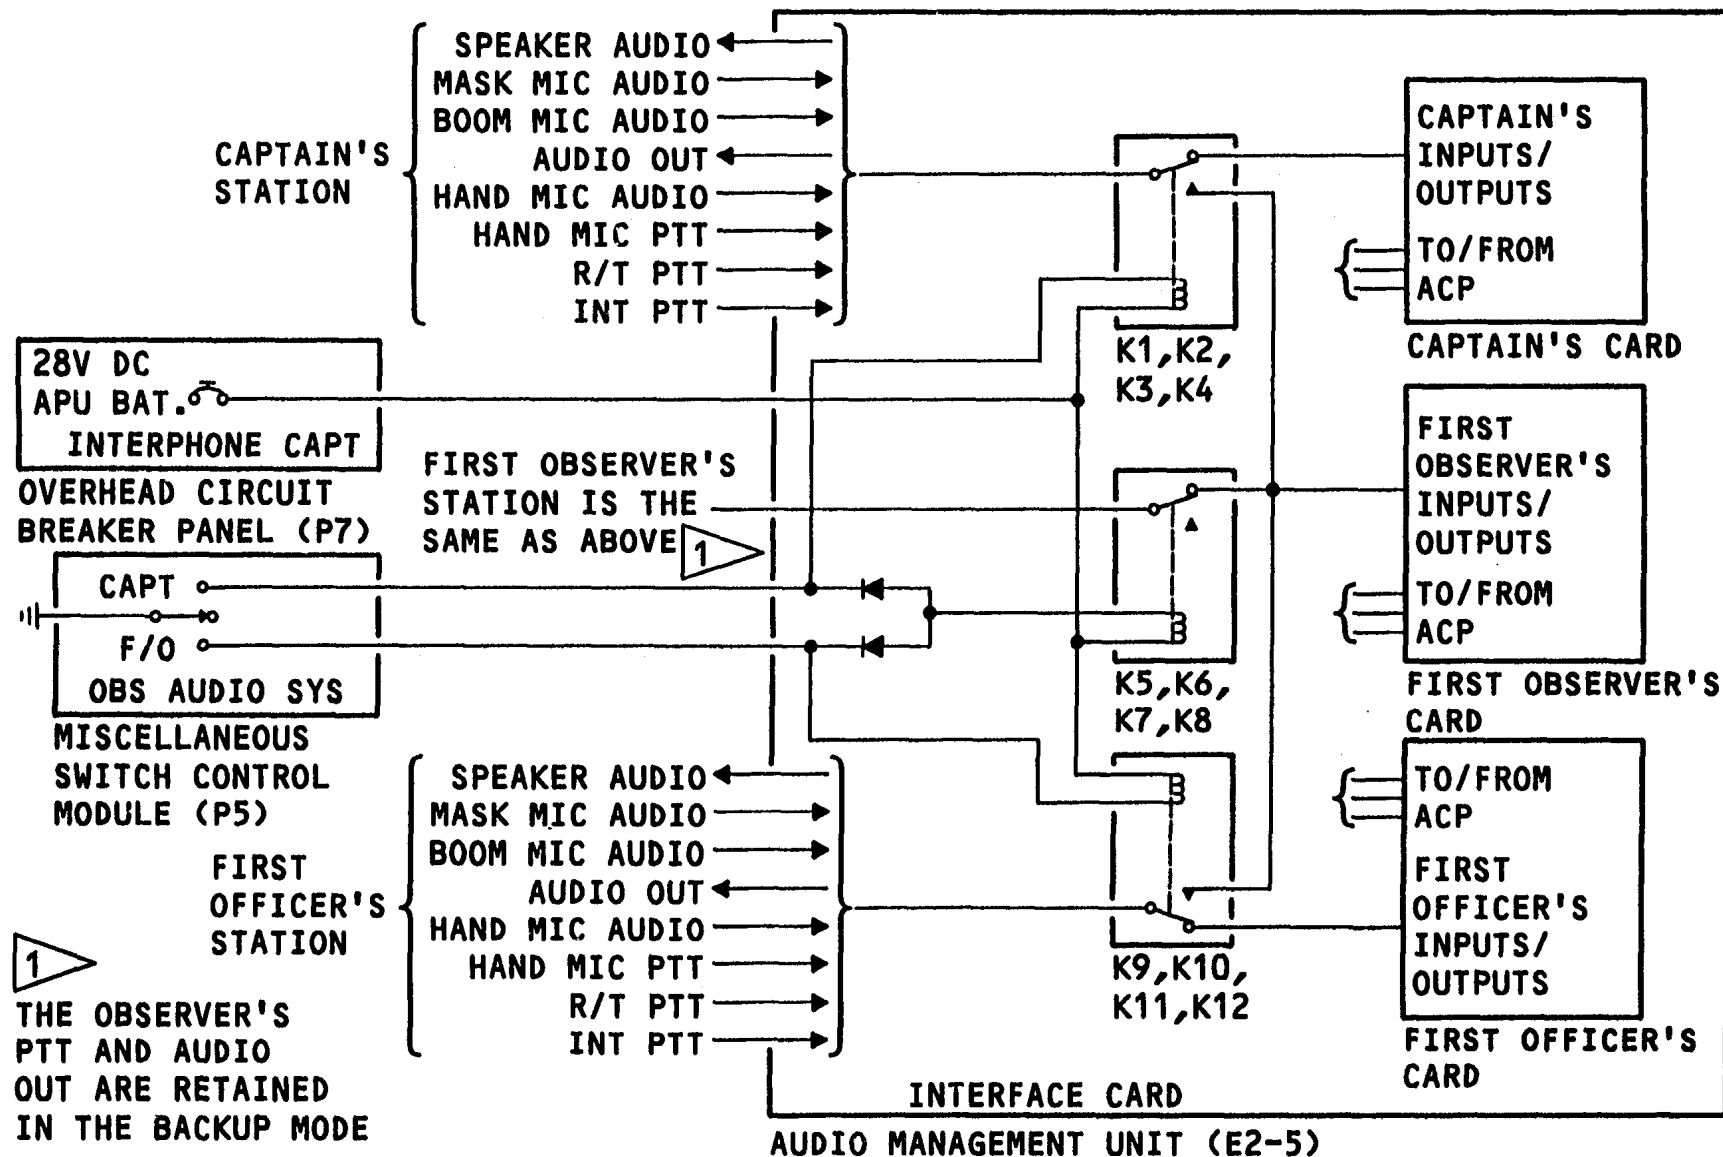 SPEAKER AUDIO
MASK MIC AUDIO
BOOM MIC AUDIO
AUDIO OUT
HAND MIC AUDIO
HAND MIC PTT
R/T PTT
INT PTT
CAPTAIN'S
STATION
CAPTAIN'S
INPUTS/
OUTPUTS
TO/FROM
ACP
CAPTAIN'S CARD
K1,K2,
K3,K4
28V DC
APU BAT.
INTERPHONE CAPT
OVERHEAD CIRCUIT
BREAKER PANEL (P7)
FIRST OBSERVER'S
STATION IS THE
SAME AS ABOVE
1
FIRST
OBSERVER'S
INPUTS/
OUTPUTS
TO/FROM
ACP
FIRST OBSERVER'S
CARD
K5,K6,
K7,K8
CAPT
F/O
OBS AUDIO SYS
MISCELLANEOUS
SWITCH CONTROL
MODULE (P5)
SPEAKER AUDIO
MASK MIC AUDIO
BOOM MIC AUDIO
AUDIO OUT
HAND MIC AUDIO
HAND MIC PTT
R/T PTT
INT PTT
FIRST
OFFICER'S
STATION
TO/FROM
ACP
FIRST
OFFICER'S
INPUTS/
OUTPUTS
FIRST OFFICER'S
CARD
K9,K10,
K11,K12
1
THE OBSERVER'S
PTT AND AUDIO
OUT ARE RETAINED
IN THE BACKUP MODE
INTERFACE CARD
AUDIO MANAGEMENT UNIT (E2-5)